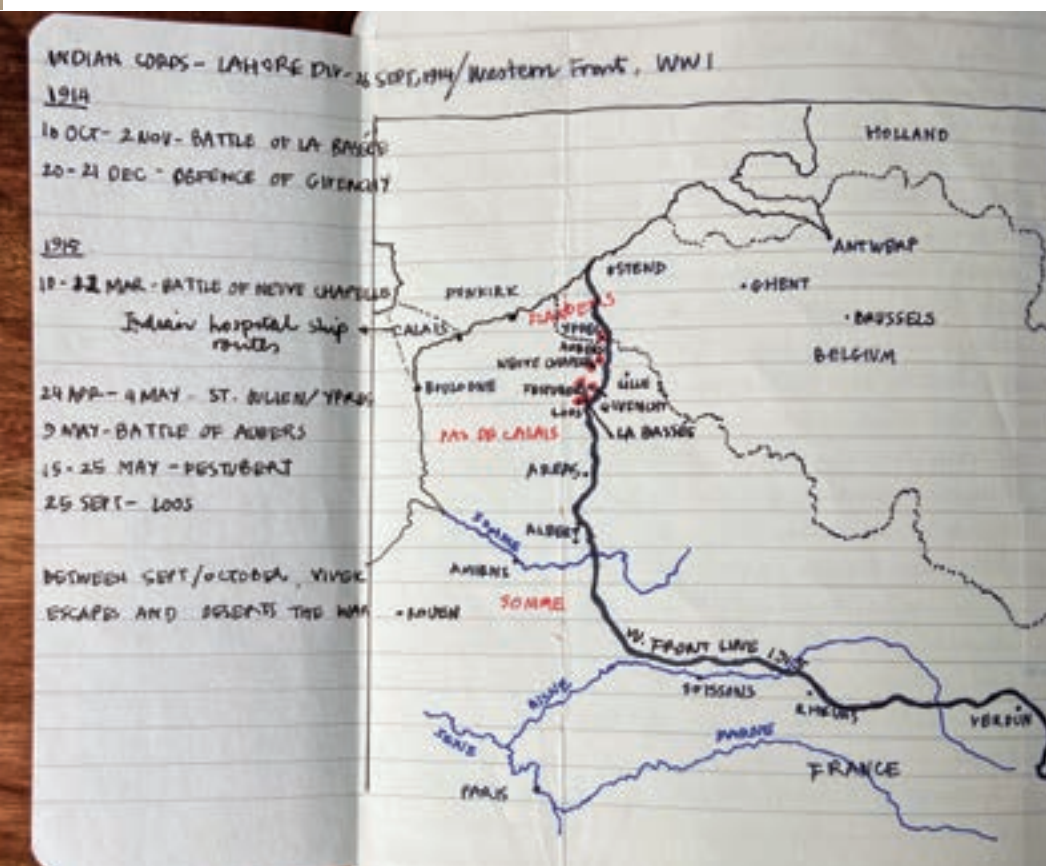 INDIAN CORPS - LAHORE DIV - 26 SEPT, 1914/Western Front, WW1
1914
10 OCT - 2 NOV - BATTLE OF LA BASSÉE
20-21 DEC - DEFENCE OF GIVENCHY
1915
10-12 MAR - BATTLE OF NEUVE CHAPELLE
Indian hospital ship routes
24 APR - 4 MAY - ST. JULIEN/YPRES
9 MAY - BATTLE OF AUBERS
15-25 MAY - FESTUBERT
25 SEPT - LOOS
BETWEEN SEPT/OCTOBER, VIVEK
ESCAPES AND DESERTS THE WAR
HOLLAND
ANTWERP
OSTEND
GHENT
DUNKIRK
FLANDERS
BRUSSELS
CALAIS
YPRES
AUBERS
NEUVE CHAPELLE
BELGIUM
BOULOGNE
FESTUBERT
LILLE
GIVENCHY
LOOS
LA BASSÉE
PAS DE CALAIS
ARRAS
ALBERT
SOMME
AMIENS
SOMME
ROUEN
W. FRONT LINE 1915
SOISSONS
AISNE
RHEIMS
VERDUN
SEINE
MARNE
FRANCE
PARIS